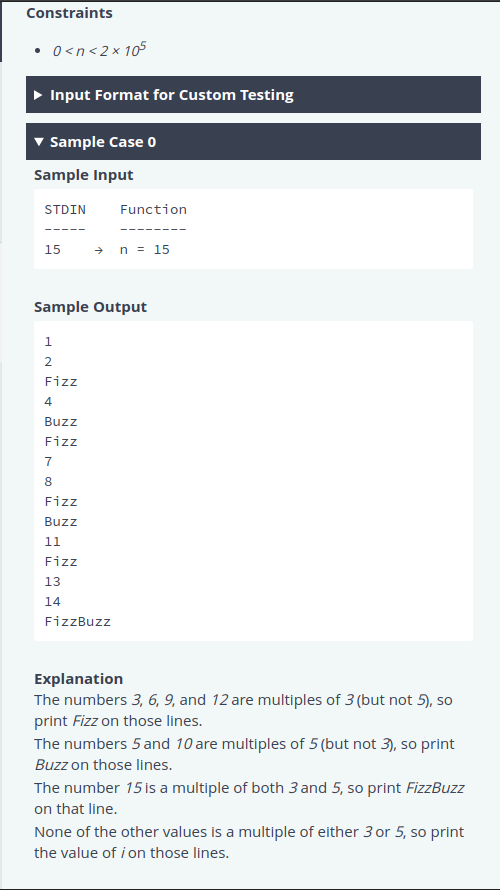 Constraints
• 0 < n < 2 × 10⁵
▶ Input Format for Custom Testing
▼ Sample Case 0
Sample Input
STDIN    Function
-----    --------
15    →  n = 15
Sample Output
1
2
Fizz
4
Buzz
Fizz
7
8
Fizz
Buzz
11
Fizz
13
14
FizzBuzz
Explanation
The numbers 3, 6, 9, and 12 are multiples of 3 (but not 5), so
print Fizz on those lines.
The numbers 5 and 10 are multiples of 5 (but not 3), so print
Buzz on those lines.
The number 15 is a multiple of both 3 and 5, so print FizzBuzz
on that line.
None of the other values is a multiple of either 3 or 5, so print
the value of i on those lines.